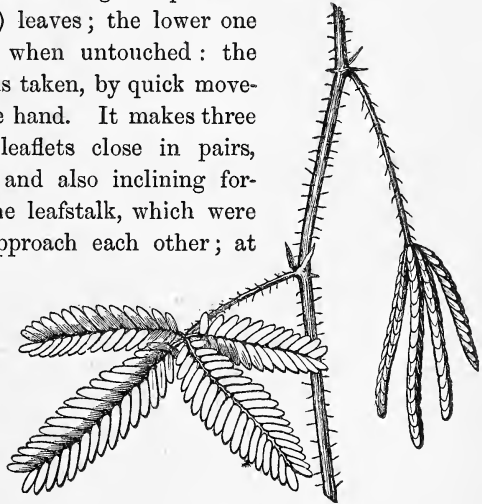 ) leaves; the lower one
when untouched: the
s taken, by quick move-
e hand. It makes three
leaflets close in pairs,
and also inclining for-
ne leafstalk, which were
pproach each other; at